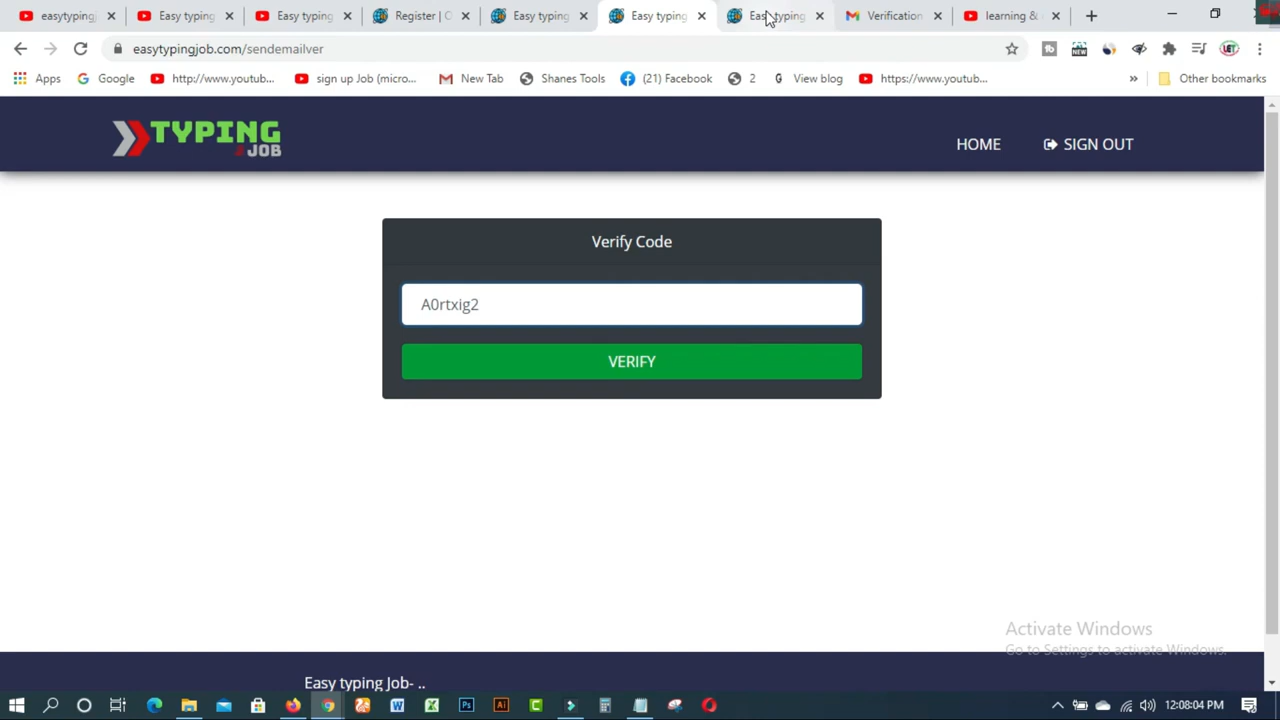 easytypingj
Easy typing
Easy typing
Register | O
Easy typing
Easy typing
Easy typing
Verification
learning &
easytypingjob.com/sendemailver
Apps
Google
http://www.youtub...
sign up Job (micro...
New Tab
Shanes Tools
(21) Facebook
2
View blog
https://www.youtub...
»
Other bookmarks
TYPING
.JOB
HOME
SIGN OUT
Verify Code
A0rtxig2
VERIFY
Activate Windows
Go to Settings to activate Windows.
Easy typing Job- ..
12:08:04 PM